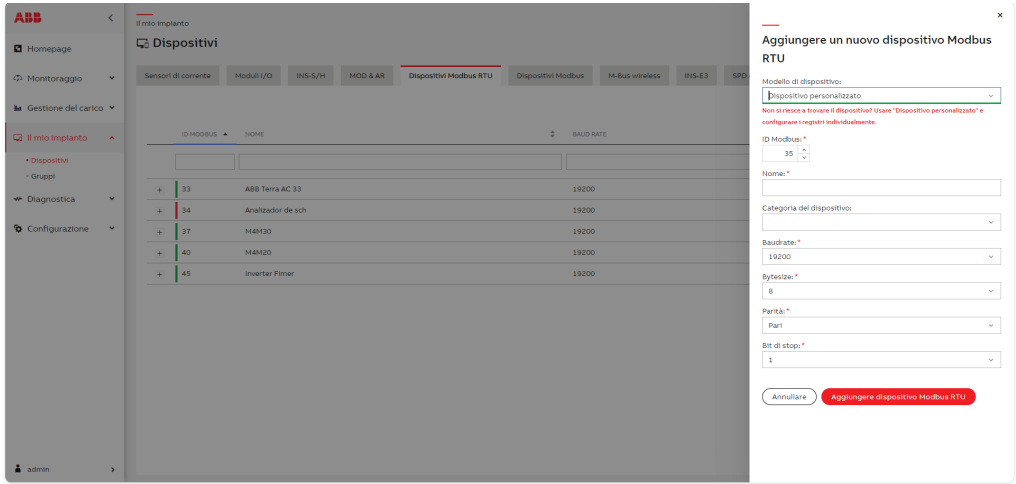 ABB
Homepage
Monitoraggio
Gestione del carico
Il mio impianto
Dispositivi
Gruppi
Diagnostica
Configurazione
admin
Il mio impianto
Dispositivi
Sensori di corrente
Moduli I/O
INS-S/H
MOD & AR
Dispositivi Modbus RTU
Dispositivi Modbus
M-Bus wireless
INS-E3
SPD
ID MODBUS NOME BAUD RATE
33 ABB Terra AC 33 19200
34 Analizador de sch 19200
37 M4M30 19200
40 M4M20 19200
45 Inverter Fimer 19200
Aggiungere un nuovo dispositivo Modbus
RTU
Modello di dispositivo:
Dispositivo personalizzato
Non si riesce a trovare il dispositivo? Usare "Dispositivo personalizzato" e
configurare i registri individualmente.
ID Modbus: *
35
Nome: *
Categoria del dispositivo:
Baudrate: *
19200
Bytesize: *
8
Parità: *
Pari
Bit di stop: *
1
Annullare
Aggiungere dispositivo Modbus RTU